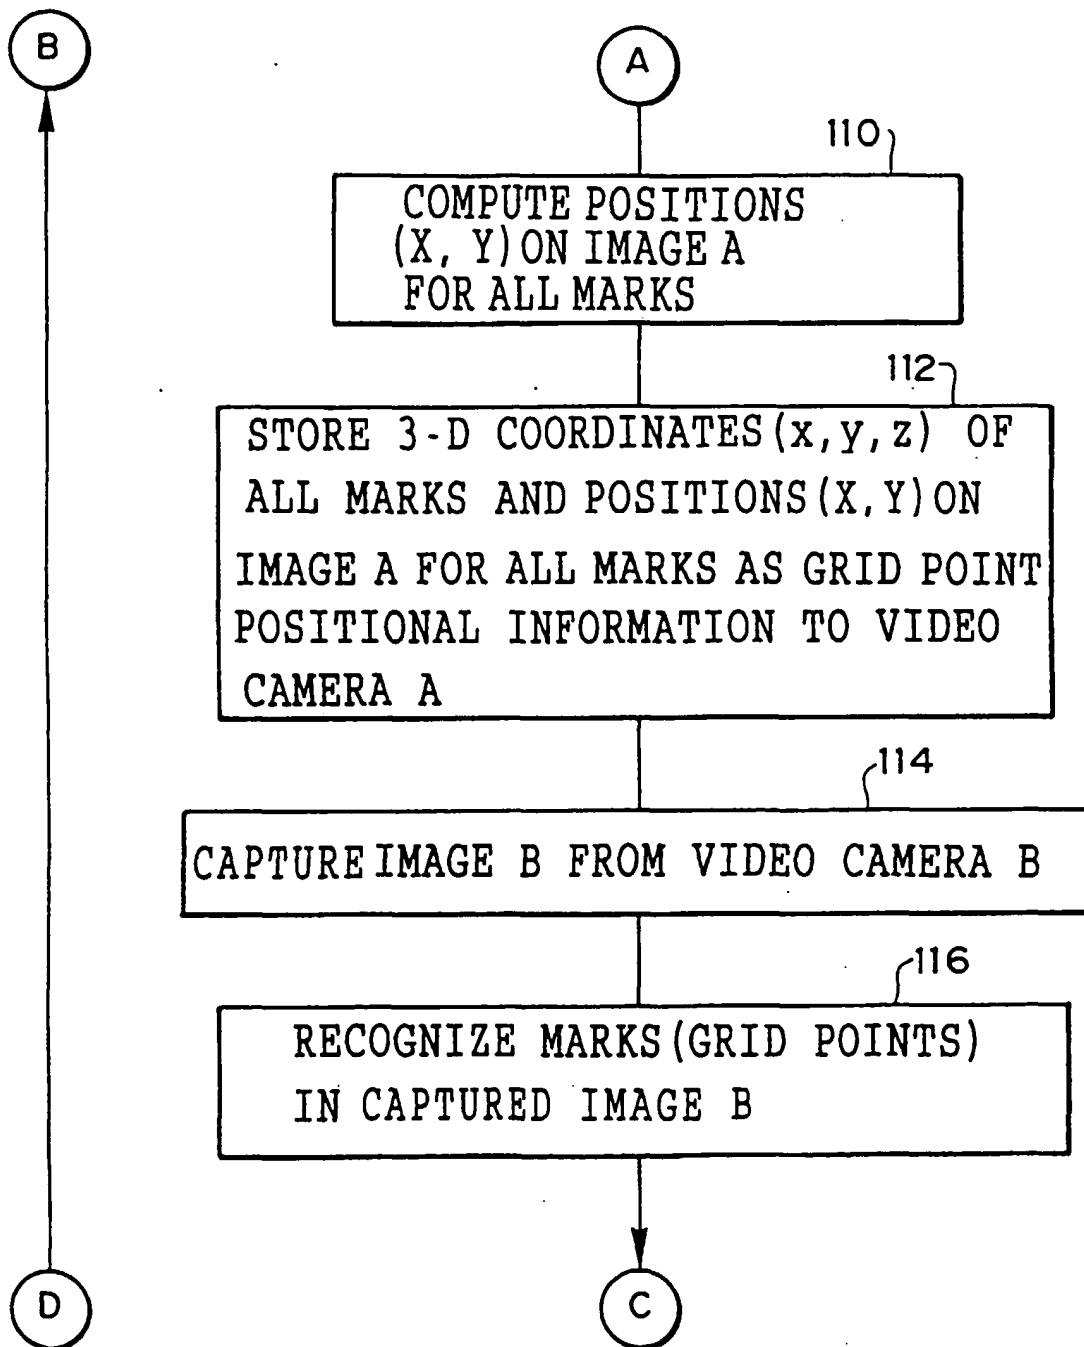 B
A
110
COMPUTE POSITIONS
(X, Y) ON IMAGE A
FOR ALL MARKS
112
STORE 3-D COORDINATES (x,y,z) OF
ALL MARKS AND POSITIONS (X,Y) ON
IMAGE A FOR ALL MARKS AS GRID POINT
POSITIONAL INFORMATION TO VIDEO
CAMERA A
114
CAPTURE IMAGE B FROM VIDEO CAMERA B
116
RECOGNIZE MARKS (GRID POINTS)
IN CAPTURED IMAGE B
D
C